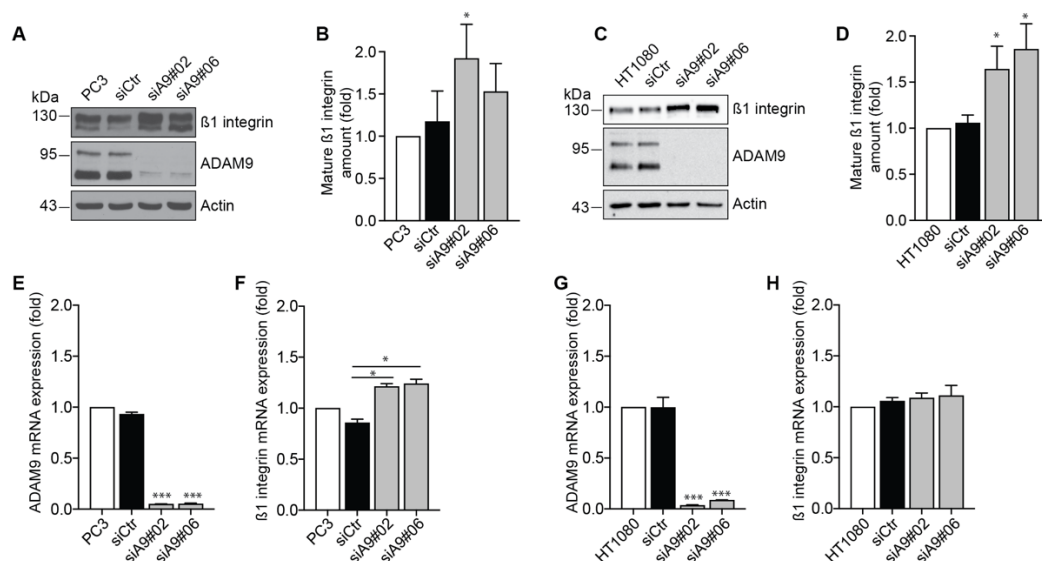 A
PC3
siCtr
siA9#02
siA9#06
kDa
130
ß1 integrin
95
ADAM9
43
Actin
B
Mature ß1 integrin
amount (fold)
2.0
1.5
1.0
0.5
0.0
*
PC3
siCtr
siA9#02
siA9#06
C
HT1080
siCtr
siA9#02
siA9#06
kDa
130
ß1 integrin
95
ADAM9
43
Actin
D
Mature ß1 integrin
amount (fold)
2.0
1.5
1.0
0.5
0.0
*
*
HT1080
siCtr
siA9#02
siA9#06
E
ADAM9 mRNA expression (fold)
2.0
1.5
1.0
0.5
0.0
***
***
PC3
siCtr
siA9#02
siA9#06
F
ß1 integrin mRNA expression (fold)
2.0
1.5
1.0
0.5
0.0
*
*
PC3
siCtr
siA9#02
siA9#06
G
ADAM9 mRNA expression (fold)
2.0
1.5
1.0
0.5
0.0
***
***
HT1080
siCtr
siA9#02
siA9#06
H
ß1 integrin mRNA expression (fold)
2.0
1.5
1.0
0.5
0.0
HT1080
siCtr
siA9#02
siA9#06